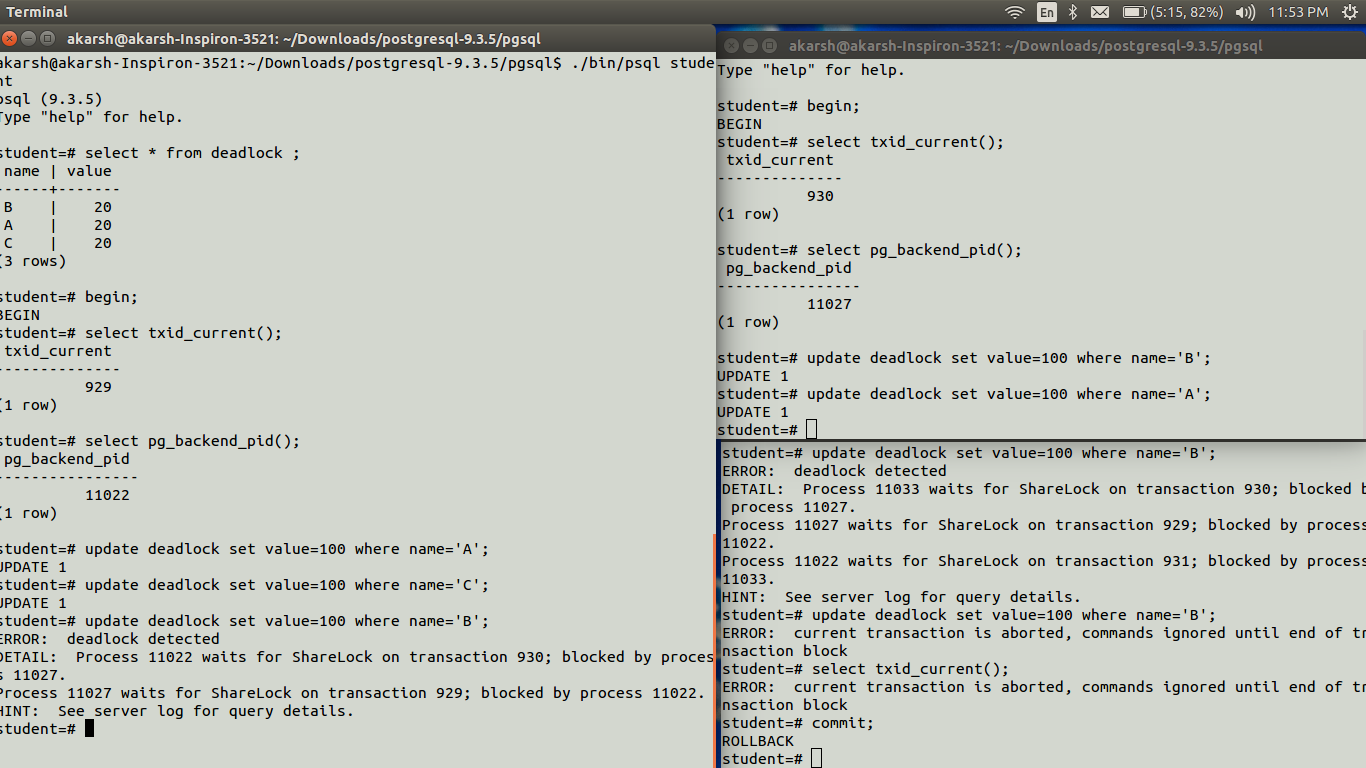 Terminal
En
(5:15, 82%)
11:53 PM
akarsh@akarsh-Inspiron-3521: ~/Downloads/postgresql-9.3.5/pgsql
akarsh@akarsh-Inspiron-3521:~/Downloads/postgresql-9.3.5/pgsql$ ./bin/psql stude
nt
psql (9.3.5)
Type "help" for help.
student=# select * from deadlock ;
name | value
------+-------
B    |    20
A    |    20
C    |    20
(3 rows)
student=# begin;
BEGIN
student=# select txid_current();
txid_current
--------------
929
(1 row)
student=# select pg_backend_pid();
pg_backend_pid
----------------
11022
(1 row)
student=# update deadlock set value=100 where name='A';
UPDATE 1
student=# update deadlock set value=100 where name='C';
UPDATE 1
student=# update deadlock set value=100 where name='B';
ERROR:  deadlock detected
DETAIL:  Process 11022 waits for ShareLock on transaction 930; blocked by proces
s 11027.
Process 11027 waits for ShareLock on transaction 929; blocked by process 11022.
HINT:  See server log for query details.
student=#
akarsh@akarsh-Inspiron-3521: ~/Downloads/postgresql-9.3.5/pgsql
Type "help" for help.
student=# begin;
BEGIN
student=# select txid_current();
txid_current
--------------
930
(1 row)
student=# select pg_backend_pid();
pg_backend_pid
----------------
11027
(1 row)
student=# update deadlock set value=100 where name='B';
UPDATE 1
student=# update deadlock set value=100 where name='A';
UPDATE 1
student=#
student=# update deadlock set value=100 where name='B';
ERROR:  deadlock detected
DETAIL:  Process 11033 waits for ShareLock on transaction 930; blocked b
process 11027.
Process 11027 waits for ShareLock on transaction 929; blocked by process
11022.
Process 11022 waits for ShareLock on transaction 931; blocked by process
11033.
HINT:  See server log for query details.
student=# update deadlock set value=100 where name='B';
ERROR:  current transaction is aborted, commands ignored until end of tr
nsaction block
student=# select txid_current();
ERROR:  current transaction is aborted, commands ignored until end of tr
nsaction block
student=# commit;
ROLLBACK
student=#